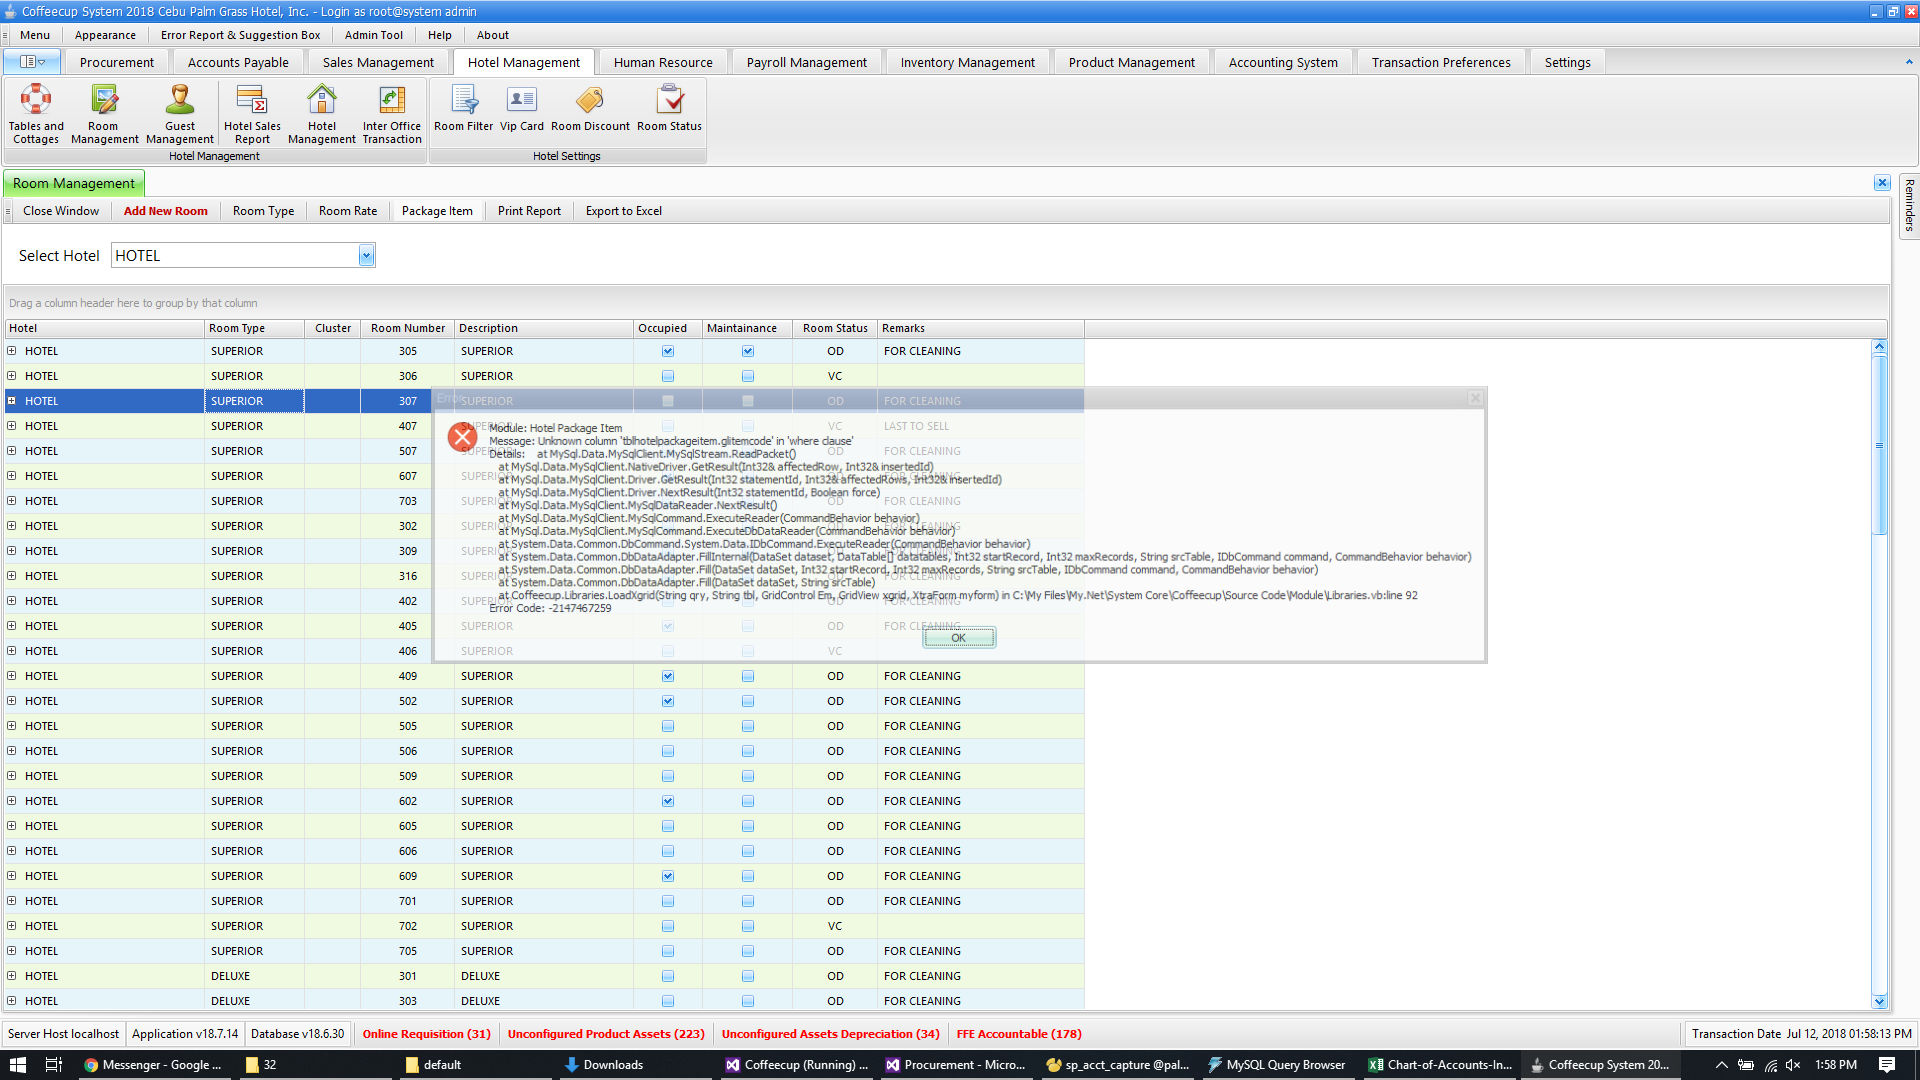 Coffeecup System 2018 Cebu Palm Grass Hotel, Inc. - Login as root@system admin
Menu Appearance Error Report & Suggestion Box Admin Tool Help About
Procurement Accounts Payable Sales Management Hotel Management Human Resource Payroll Management Inventory Management Product Management Accounting System Transaction Preferences Settings
Tables and Cottages Room Management Guest Management Hotel Sales Report Hotel Management Inter Office Transaction Room Filter Vip Card Room Discount Room Status
Hotel Management Hotel Settings
Room Management
Reminders
Close Window Add New Room Room Type Room Rate Package Item Print Report Export to Excel
Select Hotel HOTEL
Drag a column header here to group by that column
Hotel Room Type Cluster Room Number Description Occupied Maintainance Room Status Remarks
HOTEL SUPERIOR 305 SUPERIOR OD FOR CLEANING
HOTEL SUPERIOR 306 SUPERIOR VC
HOTEL SUPERIOR 307 SUPERIOR OD FOR CLEANING
HOTEL SUPERIOR 407 VC LAST TO SELL
HOTEL SUPERIOR 507
HOTEL SUPERIOR 607
HOTEL SUPERIOR 703
HOTEL SUPERIOR 302
HOTEL SUPERIOR 309
HOTEL SUPERIOR 316
HOTEL SUPERIOR 402
HOTEL SUPERIOR 405 SUPERIOR OD FOR CLEANING
HOTEL SUPERIOR 406 SUPERIOR VC
Error
Module: Hotel Package Item
Message: Unknown column 'tblhotelpackageitem.glitemcode' in 'where clause'
Details: at MySql.Data.MySqlClient.MySqlStream.ReadPacket()
at MySql.Data.MySqlClient.NativeDriver.GetResult(Int32& affectedRow, Int32& insertedId)
at MySql.Data.MySqlClient.Driver.GetResult(Int32 statementId, Int32& affectedRows, Int32& insertedId)
at MySql.Data.MySqlClient.Driver.NextResult(Int32 statementId, Boolean force)
at MySql.Data.MySqlClient.MySqlDataReader.NextResult()
at MySql.Data.MySqlClient.MySqlCommand.ExecuteReader(CommandBehavior behavior)
at MySql.Data.MySqlClient.MySqlCommand.ExecuteDbDataReader(CommandBehavior behavior)
at System.Data.Common.DbCommand.System.Data.IDbCommand.ExecuteReader(CommandBehavior behavior)
at System.Data.Common.DbDataAdapter.FillInternal(DataSet dataset, DataTable[] datatables, Int32 startRecord, Int32 maxRecords, String srcTable, IDbCommand command, CommandBehavior behavior)
at System.Data.Common.DbDataAdapter.Fill(DataSet dataSet, Int32 startRecord, Int32 maxRecords, String srcTable, IDbCommand command, CommandBehavior behavior)
at System.Data.Common.DbDataAdapter.Fill(DataSet dataSet, String srcTable)
at Coffeecup.Libraries.LoadXgrid(String qry, String tbl, GridControl Em, GridView xgrid, XtraForm myform) in C:\My Files\My.Net\System Core\Coffeecup\Source Code\Module\Libraries.vb:line 92
Error Code: -2147467259
OK
HOTEL SUPERIOR 409 SUPERIOR OD FOR CLEANING
HOTEL SUPERIOR 502 SUPERIOR OD FOR CLEANING
HOTEL SUPERIOR 505 SUPERIOR OD FOR CLEANING
HOTEL SUPERIOR 506 SUPERIOR OD FOR CLEANING
HOTEL SUPERIOR 509 SUPERIOR OD FOR CLEANING
HOTEL SUPERIOR 602 SUPERIOR OD FOR CLEANING
HOTEL SUPERIOR 605 SUPERIOR OD FOR CLEANING
HOTEL SUPERIOR 606 SUPERIOR OD FOR CLEANING
HOTEL SUPERIOR 609 SUPERIOR OD FOR CLEANING
HOTEL SUPERIOR 701 SUPERIOR OD FOR CLEANING
HOTEL SUPERIOR 702 SUPERIOR VC
HOTEL SUPERIOR 705 SUPERIOR OD FOR CLEANING
HOTEL DELUXE 301 DELUXE OD FOR CLEANING
HOTEL DELUXE 303 DELUXE OD FOR CLEANING
Server Host localhost Application v18.7.14 Database v18.6.30 Online Requisition (31) Unconfigured Product Assets (223) Unconfigured Assets Depreciation (34) FFE Accountable (178) Transaction Date Jul 12, 2018 01:58:13 PM
Messenger - Google ... 32 default Downloads Coffeecup (Running) ... Procurement - Micro... sp_acct_capture @pal... MySQL Query Browser Chart-of-Accounts-In... Coffeecup System 20... 1:58 PM